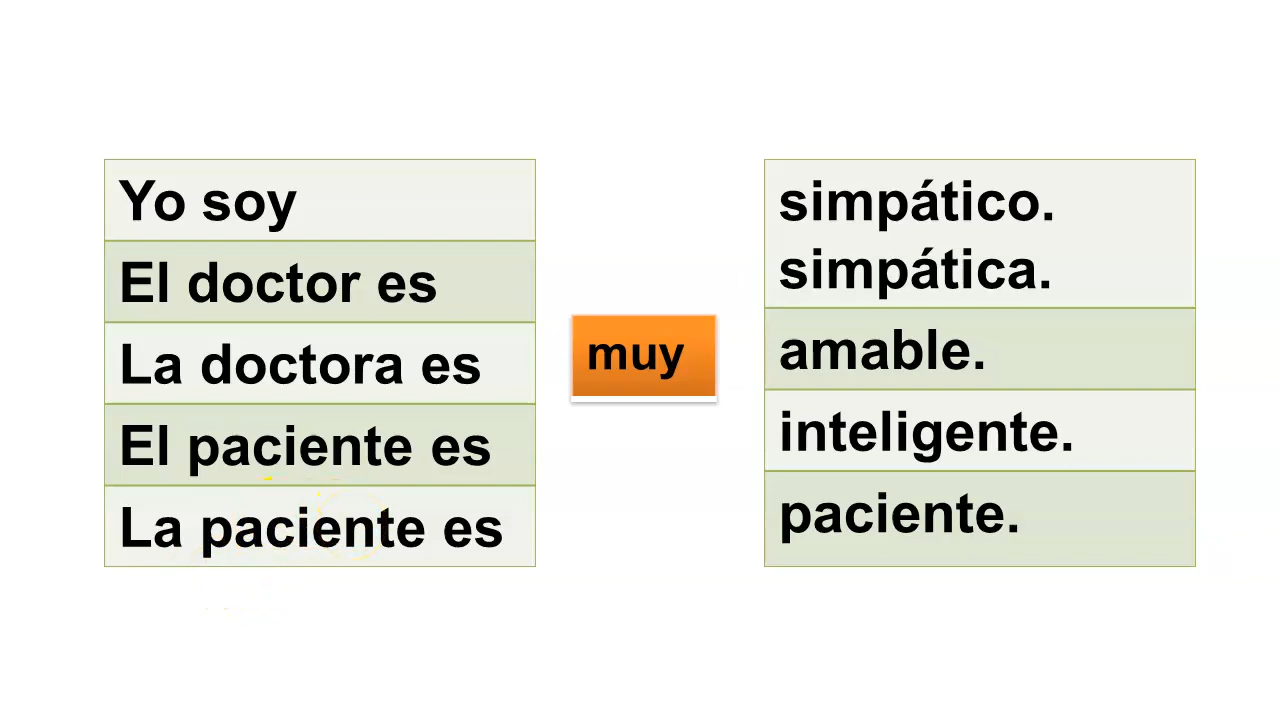 Yo soy
El doctor es
La doctora es
El paciente es
La paciente es
muy
simpático.
simpática.
amable.
inteligente.
paciente.